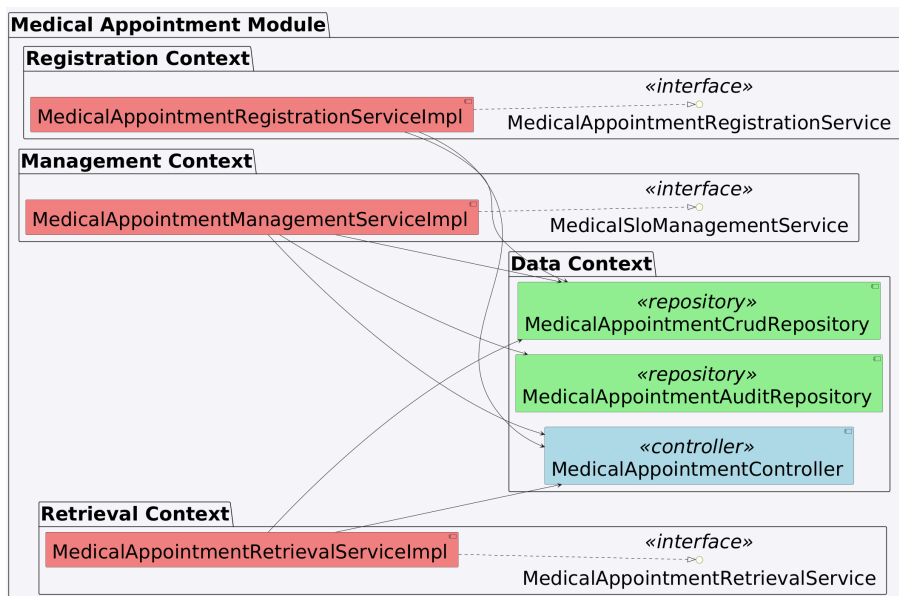 Medical Appointment Module
Registration Context
«interface»
MedicalAppointmentRegistrationServiceImpl
MedicalAppointmentRegistrationService
Management Context
«interface»
MedicalAppointmentManagementServiceImpl
MedicalSloManagementService
Data Context
«repository»
MedicalAppointmentCrudRepository
«repository»
MedicalAppointmentAuditRepository
«controller»
MedicalAppointmentController
Retrieval Context
«interface»
MedicalAppointmentRetrievalServiceImpl
MedicalAppointmentRetrievalService